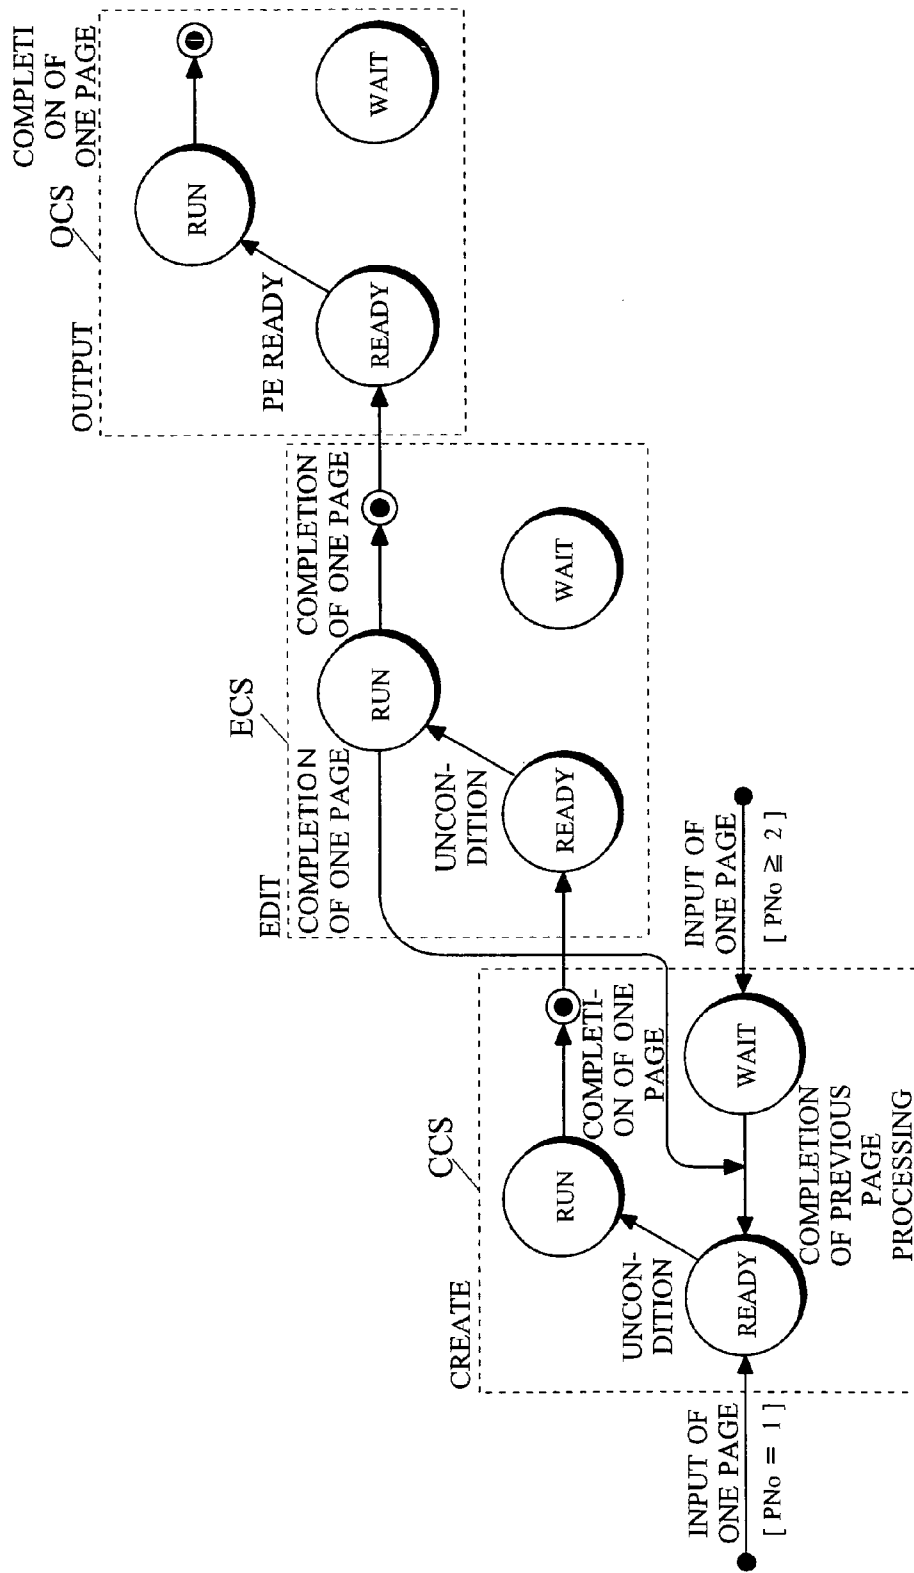 COMPLETI
ON OF
ONE PAGE
OCS
OUTPUT
RUN
WAIT
PE READY
READY
ECS
EDIT
COMPLETION
OF ONE PAGE
COMPLETION
OF ONE PAGE
RUN
WAIT
UNCON-
DITION
READY
CCS
CREATE
RUN
COMPLETI-
ON OF ONE
PAGE
UNCON-
DITION
READY
WAIT
COMPLETION
OF PREVIOUS
PAGE
PROCESSING
INPUT OF
ONE PAGE
[ PNo = 1 ]
INPUT OF
ONE PAGE
[ PNo ≧ 2 ]